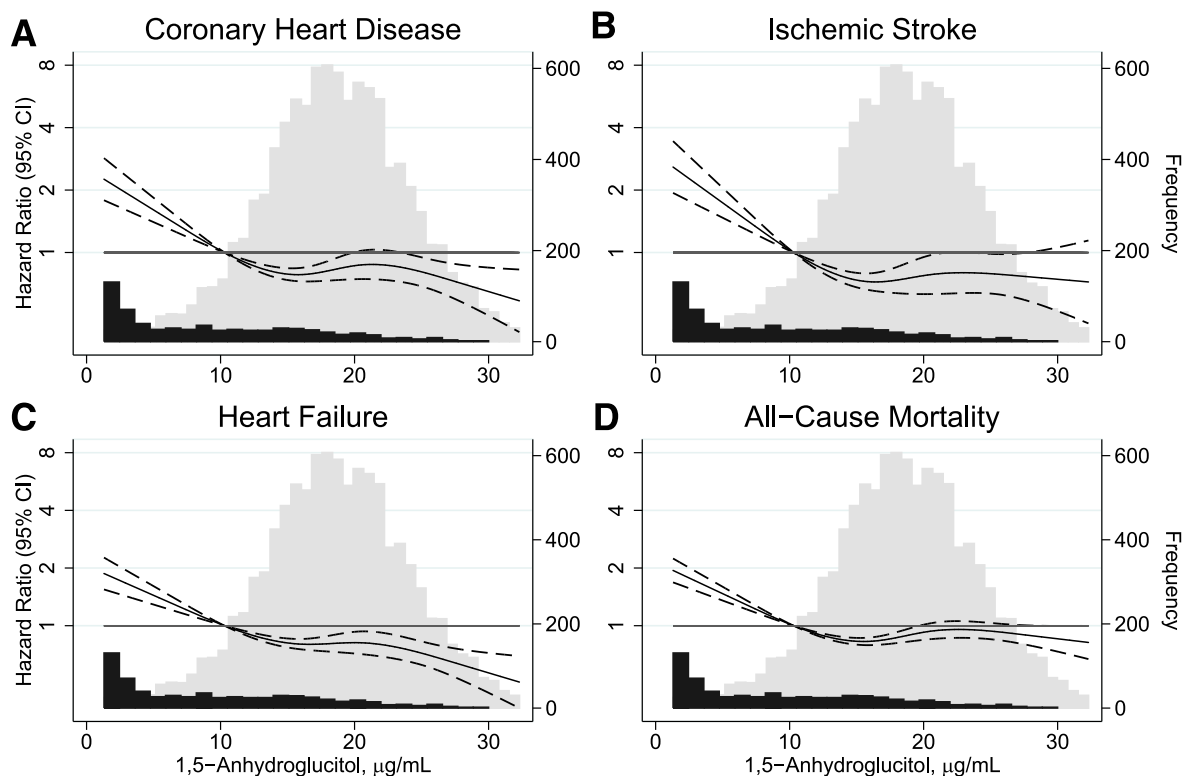 A Coronary Heart Disease
B Ischemic Stroke
Hazard Ratio (95% CI)
8
4
2
1
600
400
200
0
0 10 20 30
8
4
2
1
600
400
200
0
Frequency
0 10 20 30
C Heart Failure
D All−Cause Mortality
Hazard Ratio (95% CI)
8
4
2
1
600
400
200
0
0 10 20 30
1,5−Anhydroglucitol, μg/mL
8
4
2
1
600
400
200
0
Frequency
0 10 20 30
1,5−Anhydroglucitol, μg/mL